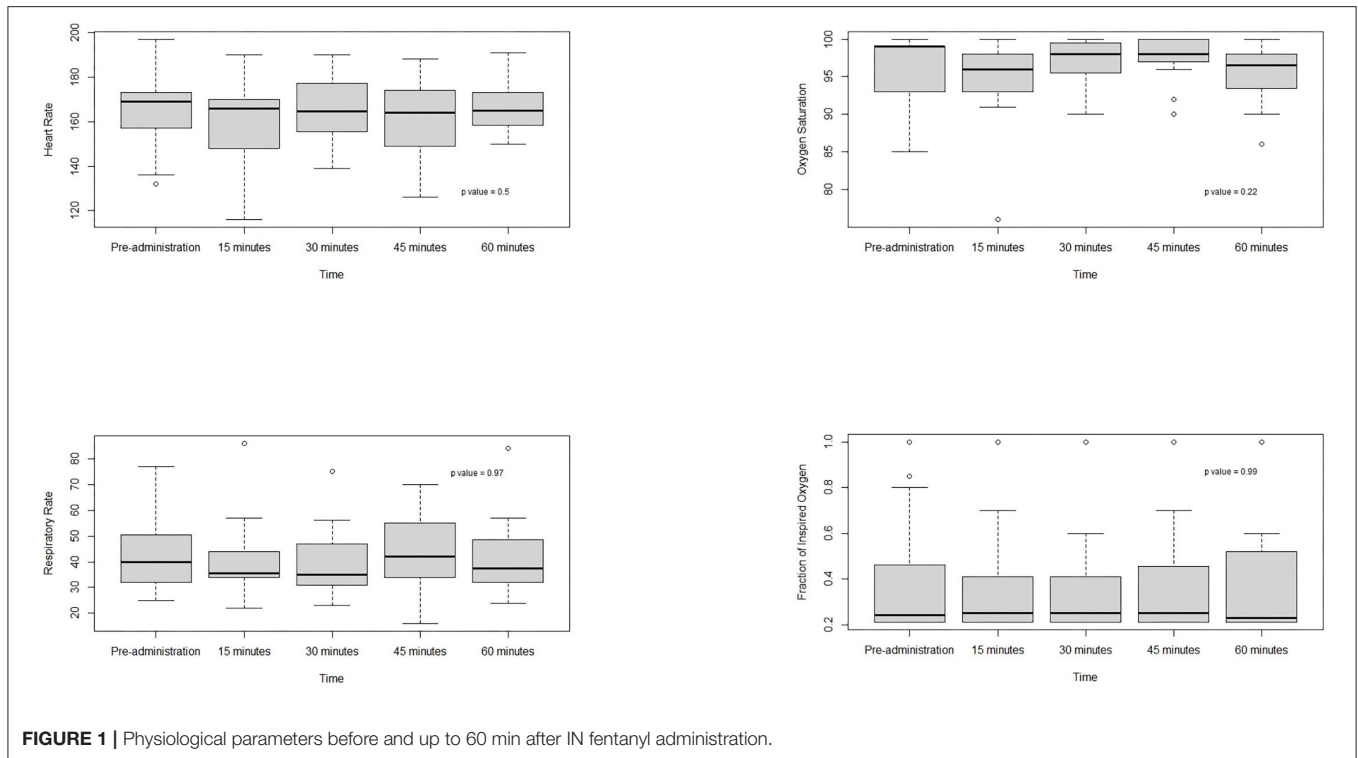 Heart Rate
200
180
160
140
120
p value = 0.5
Pre-administration 15 minutes 30 minutes 45 minutes 60 minutes
Time
Oxygen Saturation
100
95
90
85
80
p value = 0.22
Pre-administration 15 minutes 30 minutes 45 minutes 60 minutes
Time
Respiratory Rate
80
70
60
50
40
30
20
p value = 0.97
Pre-administration 15 minutes 30 minutes 45 minutes 60 minutes
Time
Fraction of Inspired Oxygen
1.0
0.8
0.6
0.4
0.2
p value = 0.99
Pre-administration 15 minutes 30 minutes 45 minutes 60 minutes
Time
FIGURE 1 | Physiological parameters before and up to 60 min after IN fentanyl administration.